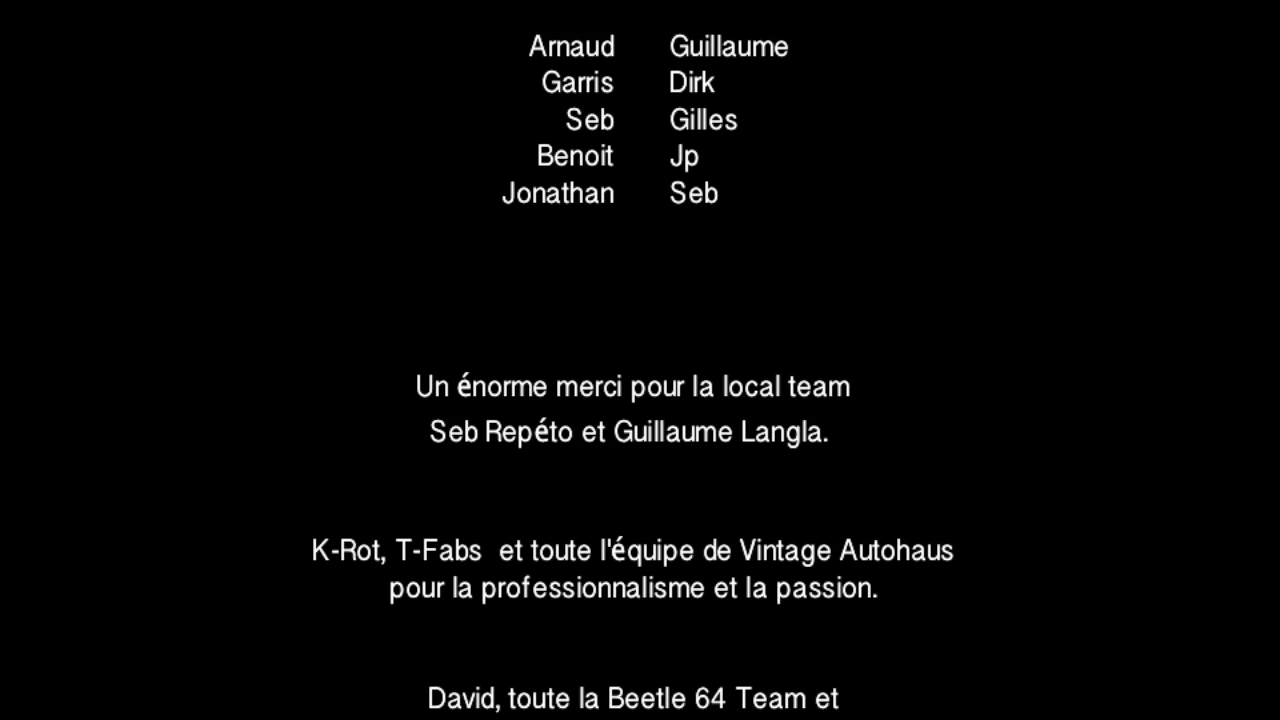 Arnaud Guillaume
Garris Dirk
Seb Gilles
Benoit Jp
Jonathan Seb
Un énorme merci pour la local team
Seb Repéto et Guillaume Langla.
K-Rot, T-Fabs et toute l'équipe de Vintage Autohaus
pour la professionnalisme et la passion.
David, toute la Beetle 64 Team et